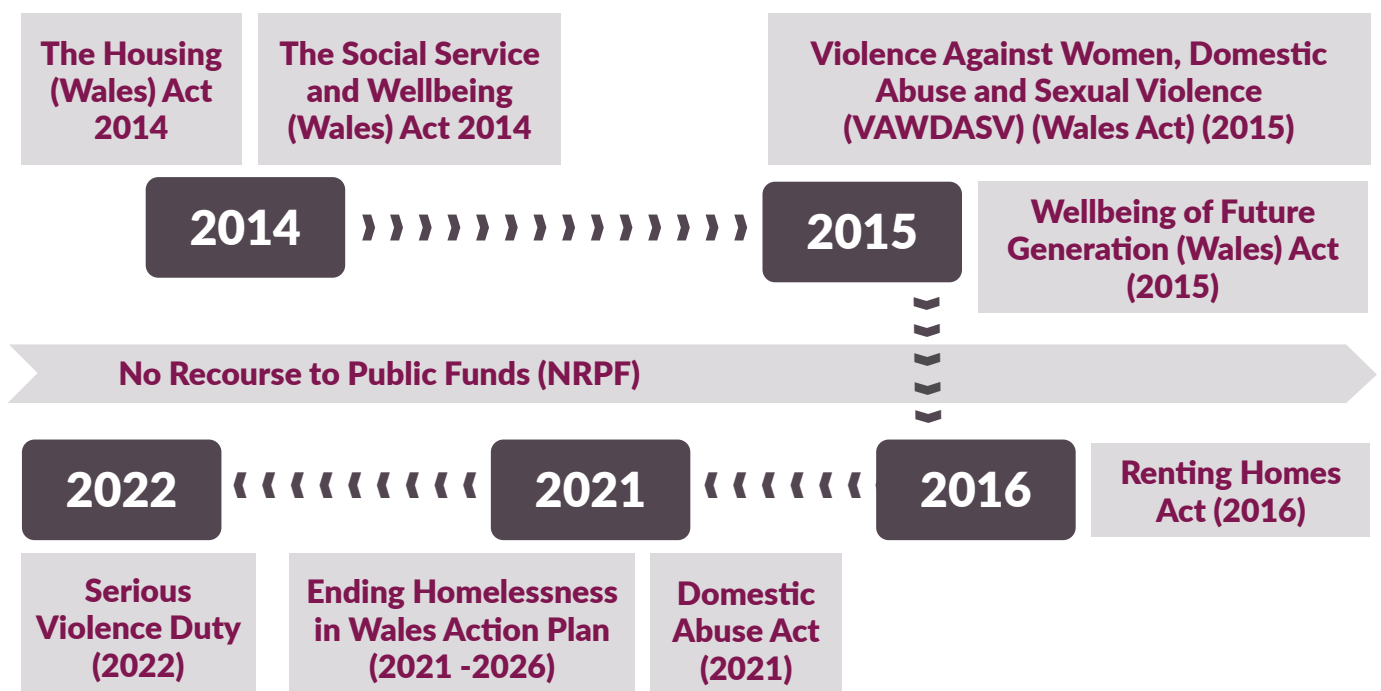 The Housing
(Wales) Act
2014
The Social Service
and Wellbeing
(Wales) Act 2014
Violence Against Women, Domestic
Abuse and Sexual Violence
(VAWDASV) (Wales Act) (2015)
2014
2015
Wellbeing of Future
Generation (Wales) Act
(2015)
No Recourse to Public Funds (NRPF)
2022
2021
2016
Renting Homes
Act (2016)
Serious
Violence Duty
(2022)
Ending Homelessness
in Wales Action Plan
(2021 -2026)
Domestic
Abuse Act
(2021)